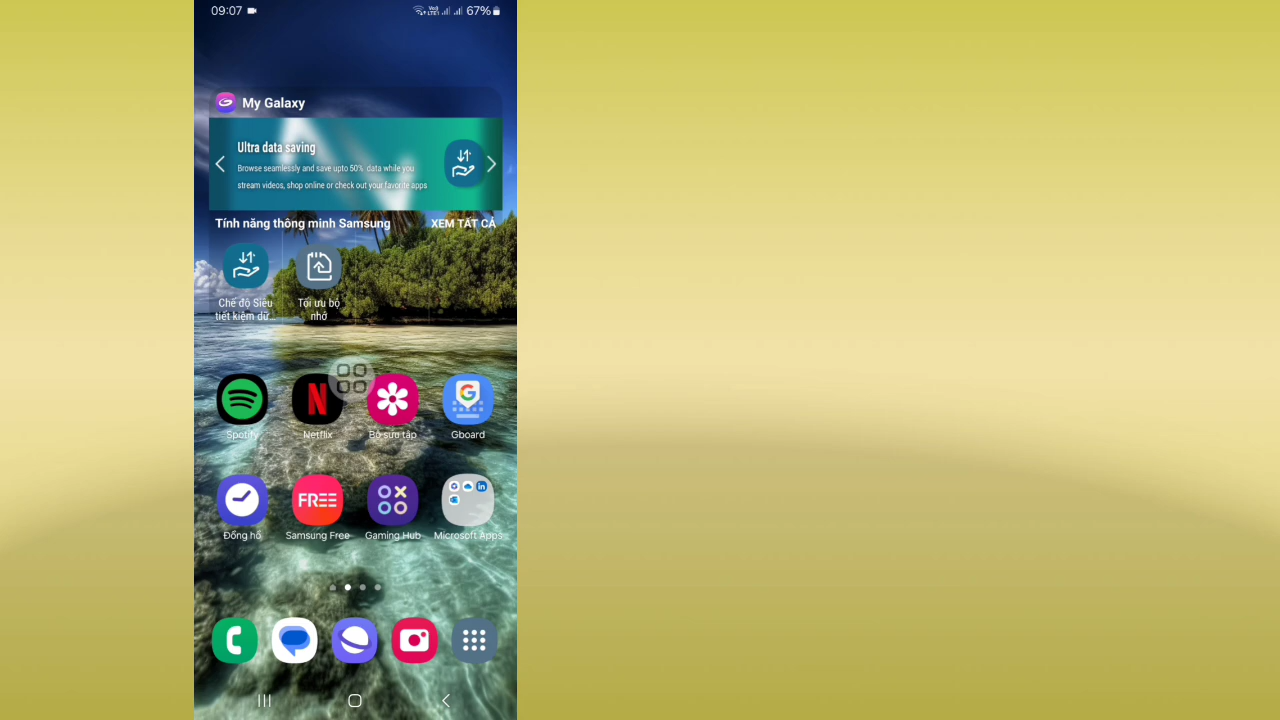 09:07
Vo)) LTE1 67%
My Galaxy
Ultra data saving
Browse seamlessly and save upto 50% data while you
stream videos, shop online or check out your favorite apps
Tính năng thông minh Samsung XEM TẤT CẢ
Chế độ Siêu
tiết kiệm dữ...
Tối ưu bộ
nhớ
Spotify Netflix Bộ sưu tập Gboard
FREE
Đồng hồ Samsung Free Gaming Hub Microsoft Apps